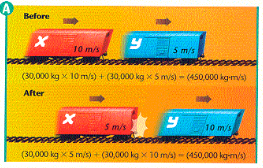 A
Before
x
10 m/s
y
5 m/s
(30,000 kg × 10 m/s) + (30,000 kg × 5 m/s) = (450,000 kg·m/s)
After
x
5 m/s
y
10 m/s
(30,000 kg × 5 m/s) + (30,000 kg × 10 m/s) = (450,000 kg·m/s)